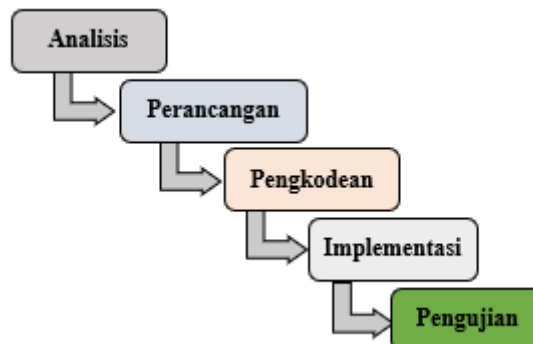 Analisis
Perancangan
Pengkodean
Implementasi
Pengujian